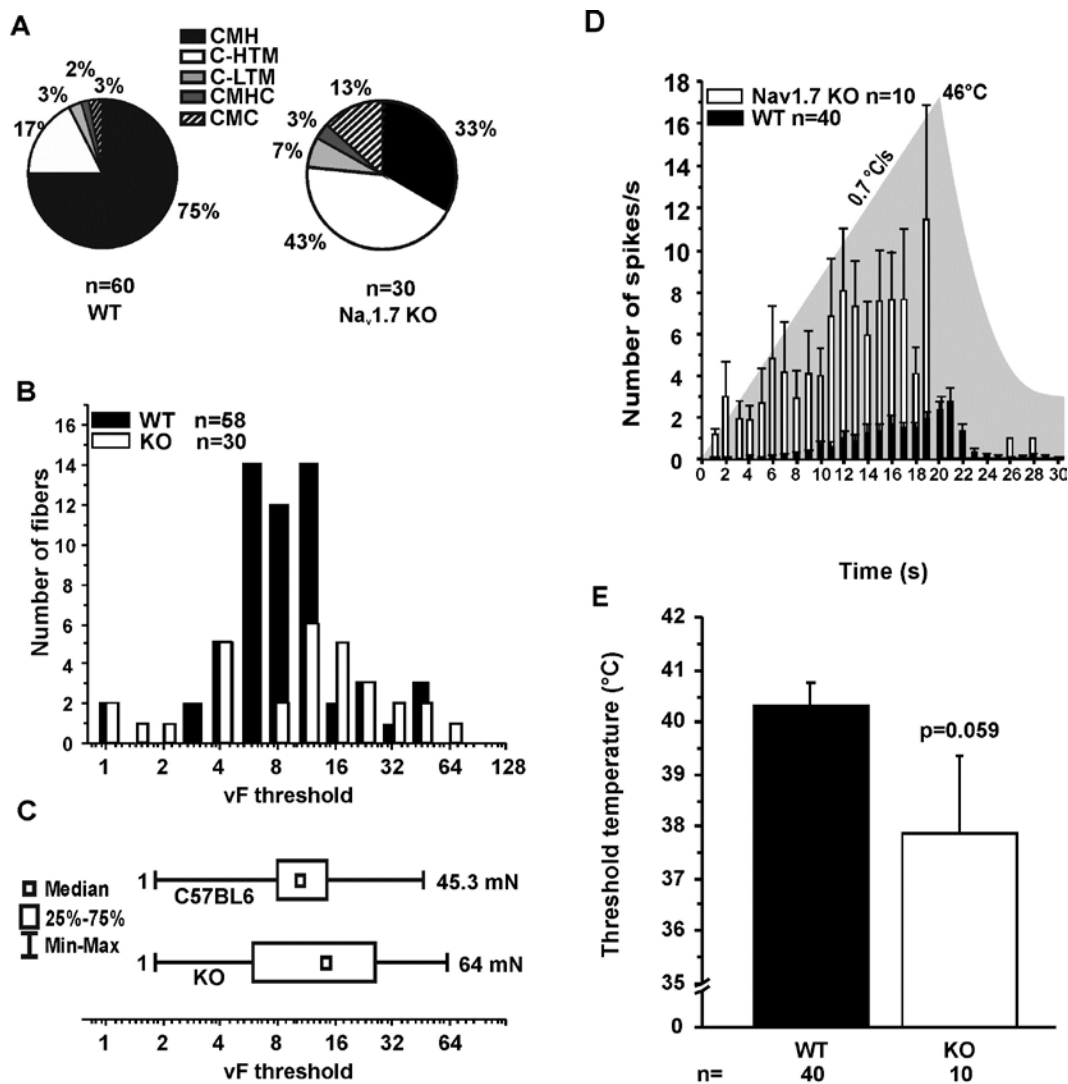 A
CMH
C-HTM
C-LTM
CMHC
CMC
2%
3%
3%
17%
75%
n=60
WT
13%
3%
7%
33%
43%
n=30
Nav1.7 KO
B
WT n=58
KO n=30
Number of fibers
16
14
12
10
8
6
4
2
0
1 2 4 8 16 32 64 128
vF threshold
C
Median
25%-75%
Min-Max
1
C57BL6
45.3 mN
1
KO
64 mN
1 2 4 8 16 32 64
vF threshold
D
Nav1.7 KO n=10
WT n=40
46°C
0.7 °C/s
Number of spikes/s
18
16
14
12
10
8
6
4
2
0
0 2 4 6 8 10 12 14 16 18 20 22 24 26 28 30
Time (s)
E
Threshold temperature (°C)
42
41
40
39
38
37
36
35
0
p=0.059
WT KO
n= 40 10